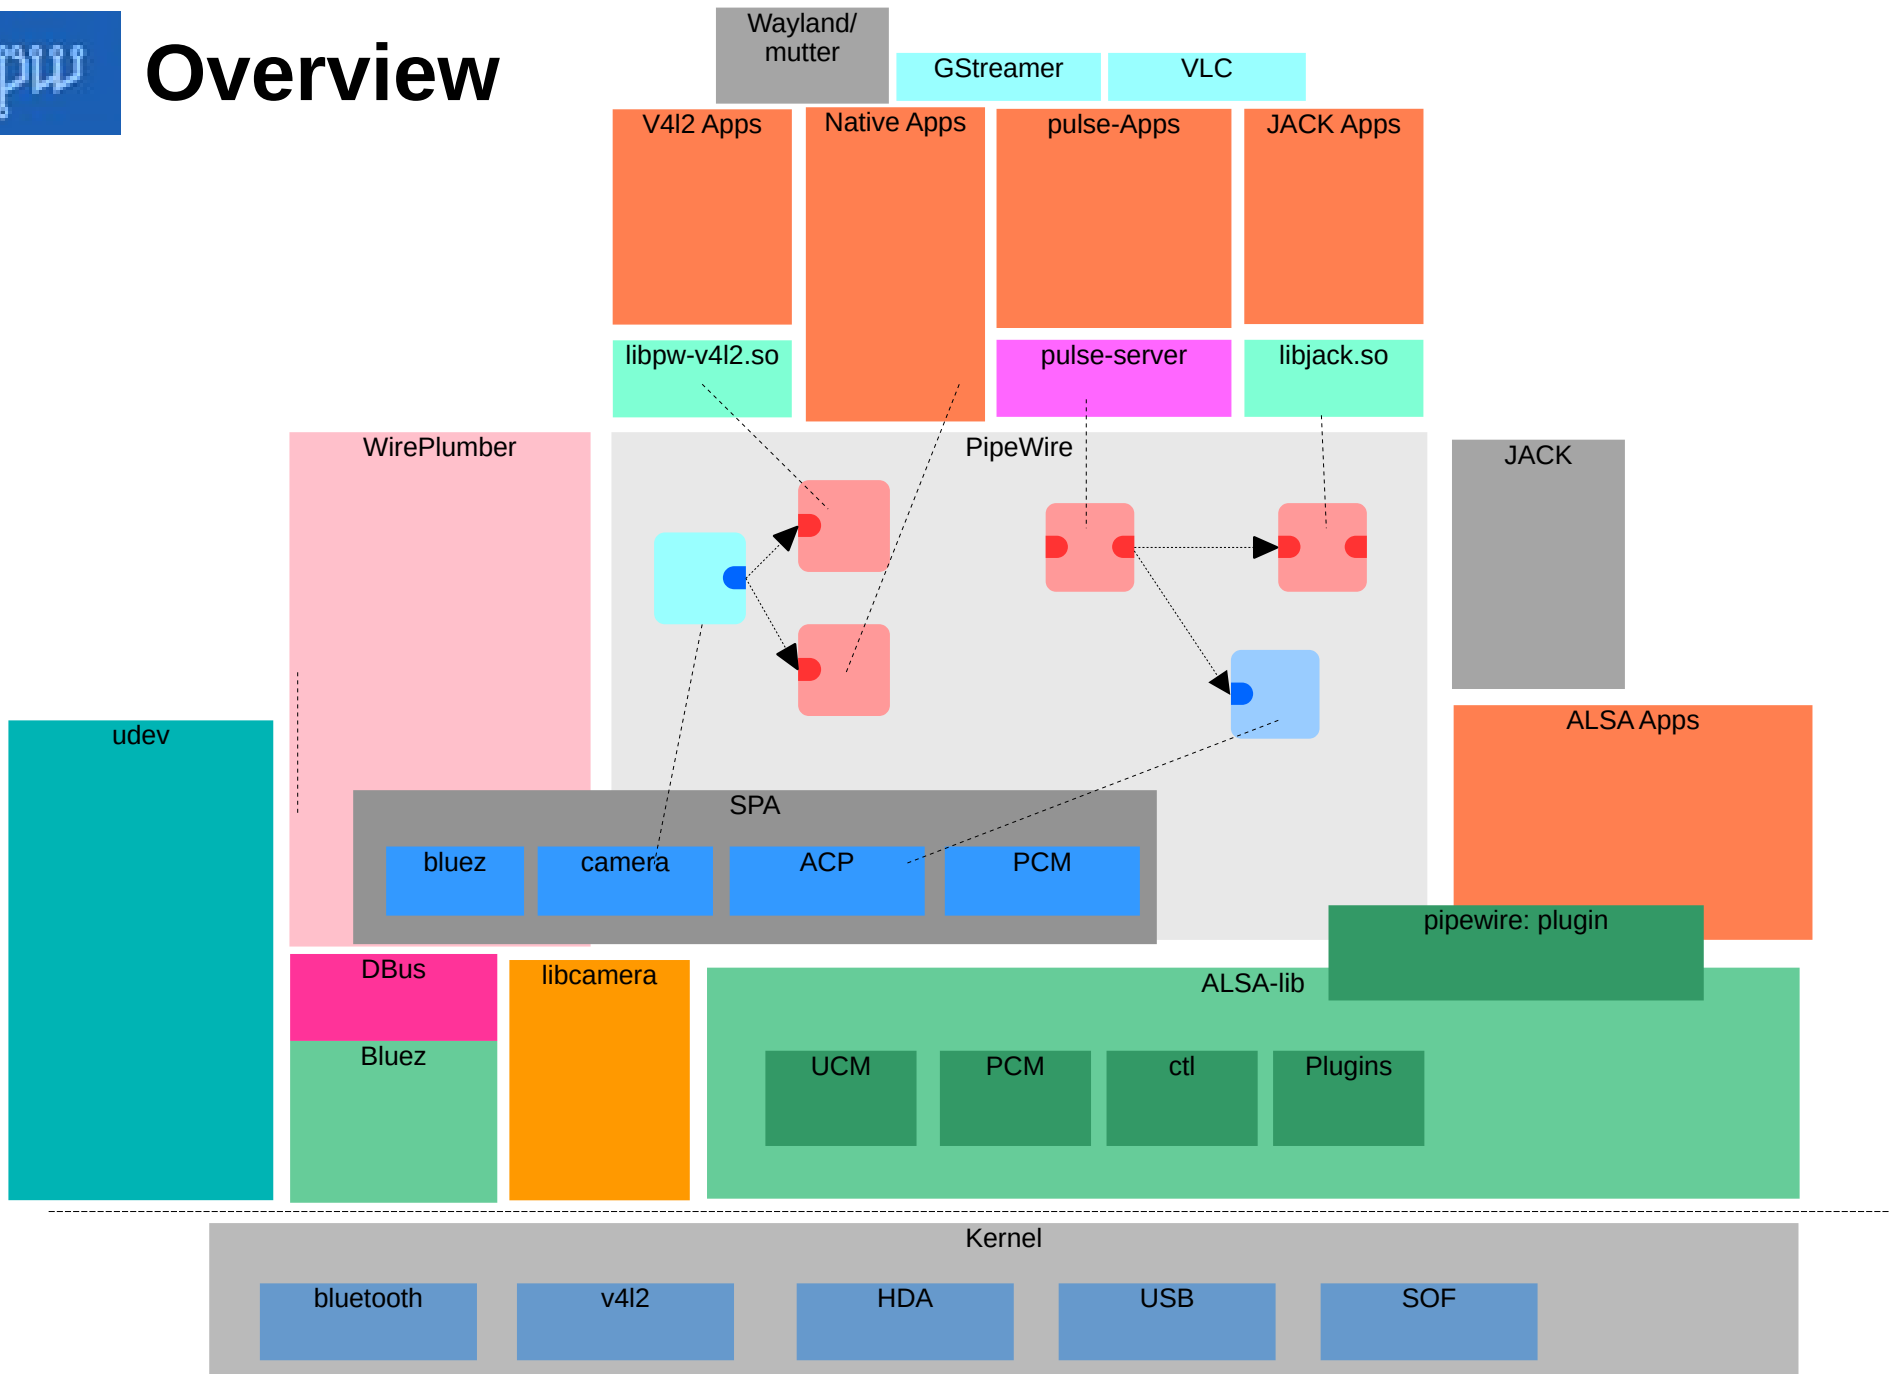 pw
Overview
Wayland/
mutter
GStreamer
VLC
V4l2 Apps
Native Apps
pulse-Apps
JACK Apps
libpw-v4l2.so
pulse-server
libjack.so
WirePlumber
PipeWire
JACK
udev
ALSA Apps
SPA
bluez
camera
ACP
PCM
pipewire: plugin
DBus
libcamera
ALSA-lib
Bluez
UCM
PCM
ctl
Plugins
Kernel
bluetooth
v4l2
HDA
USB
SOF